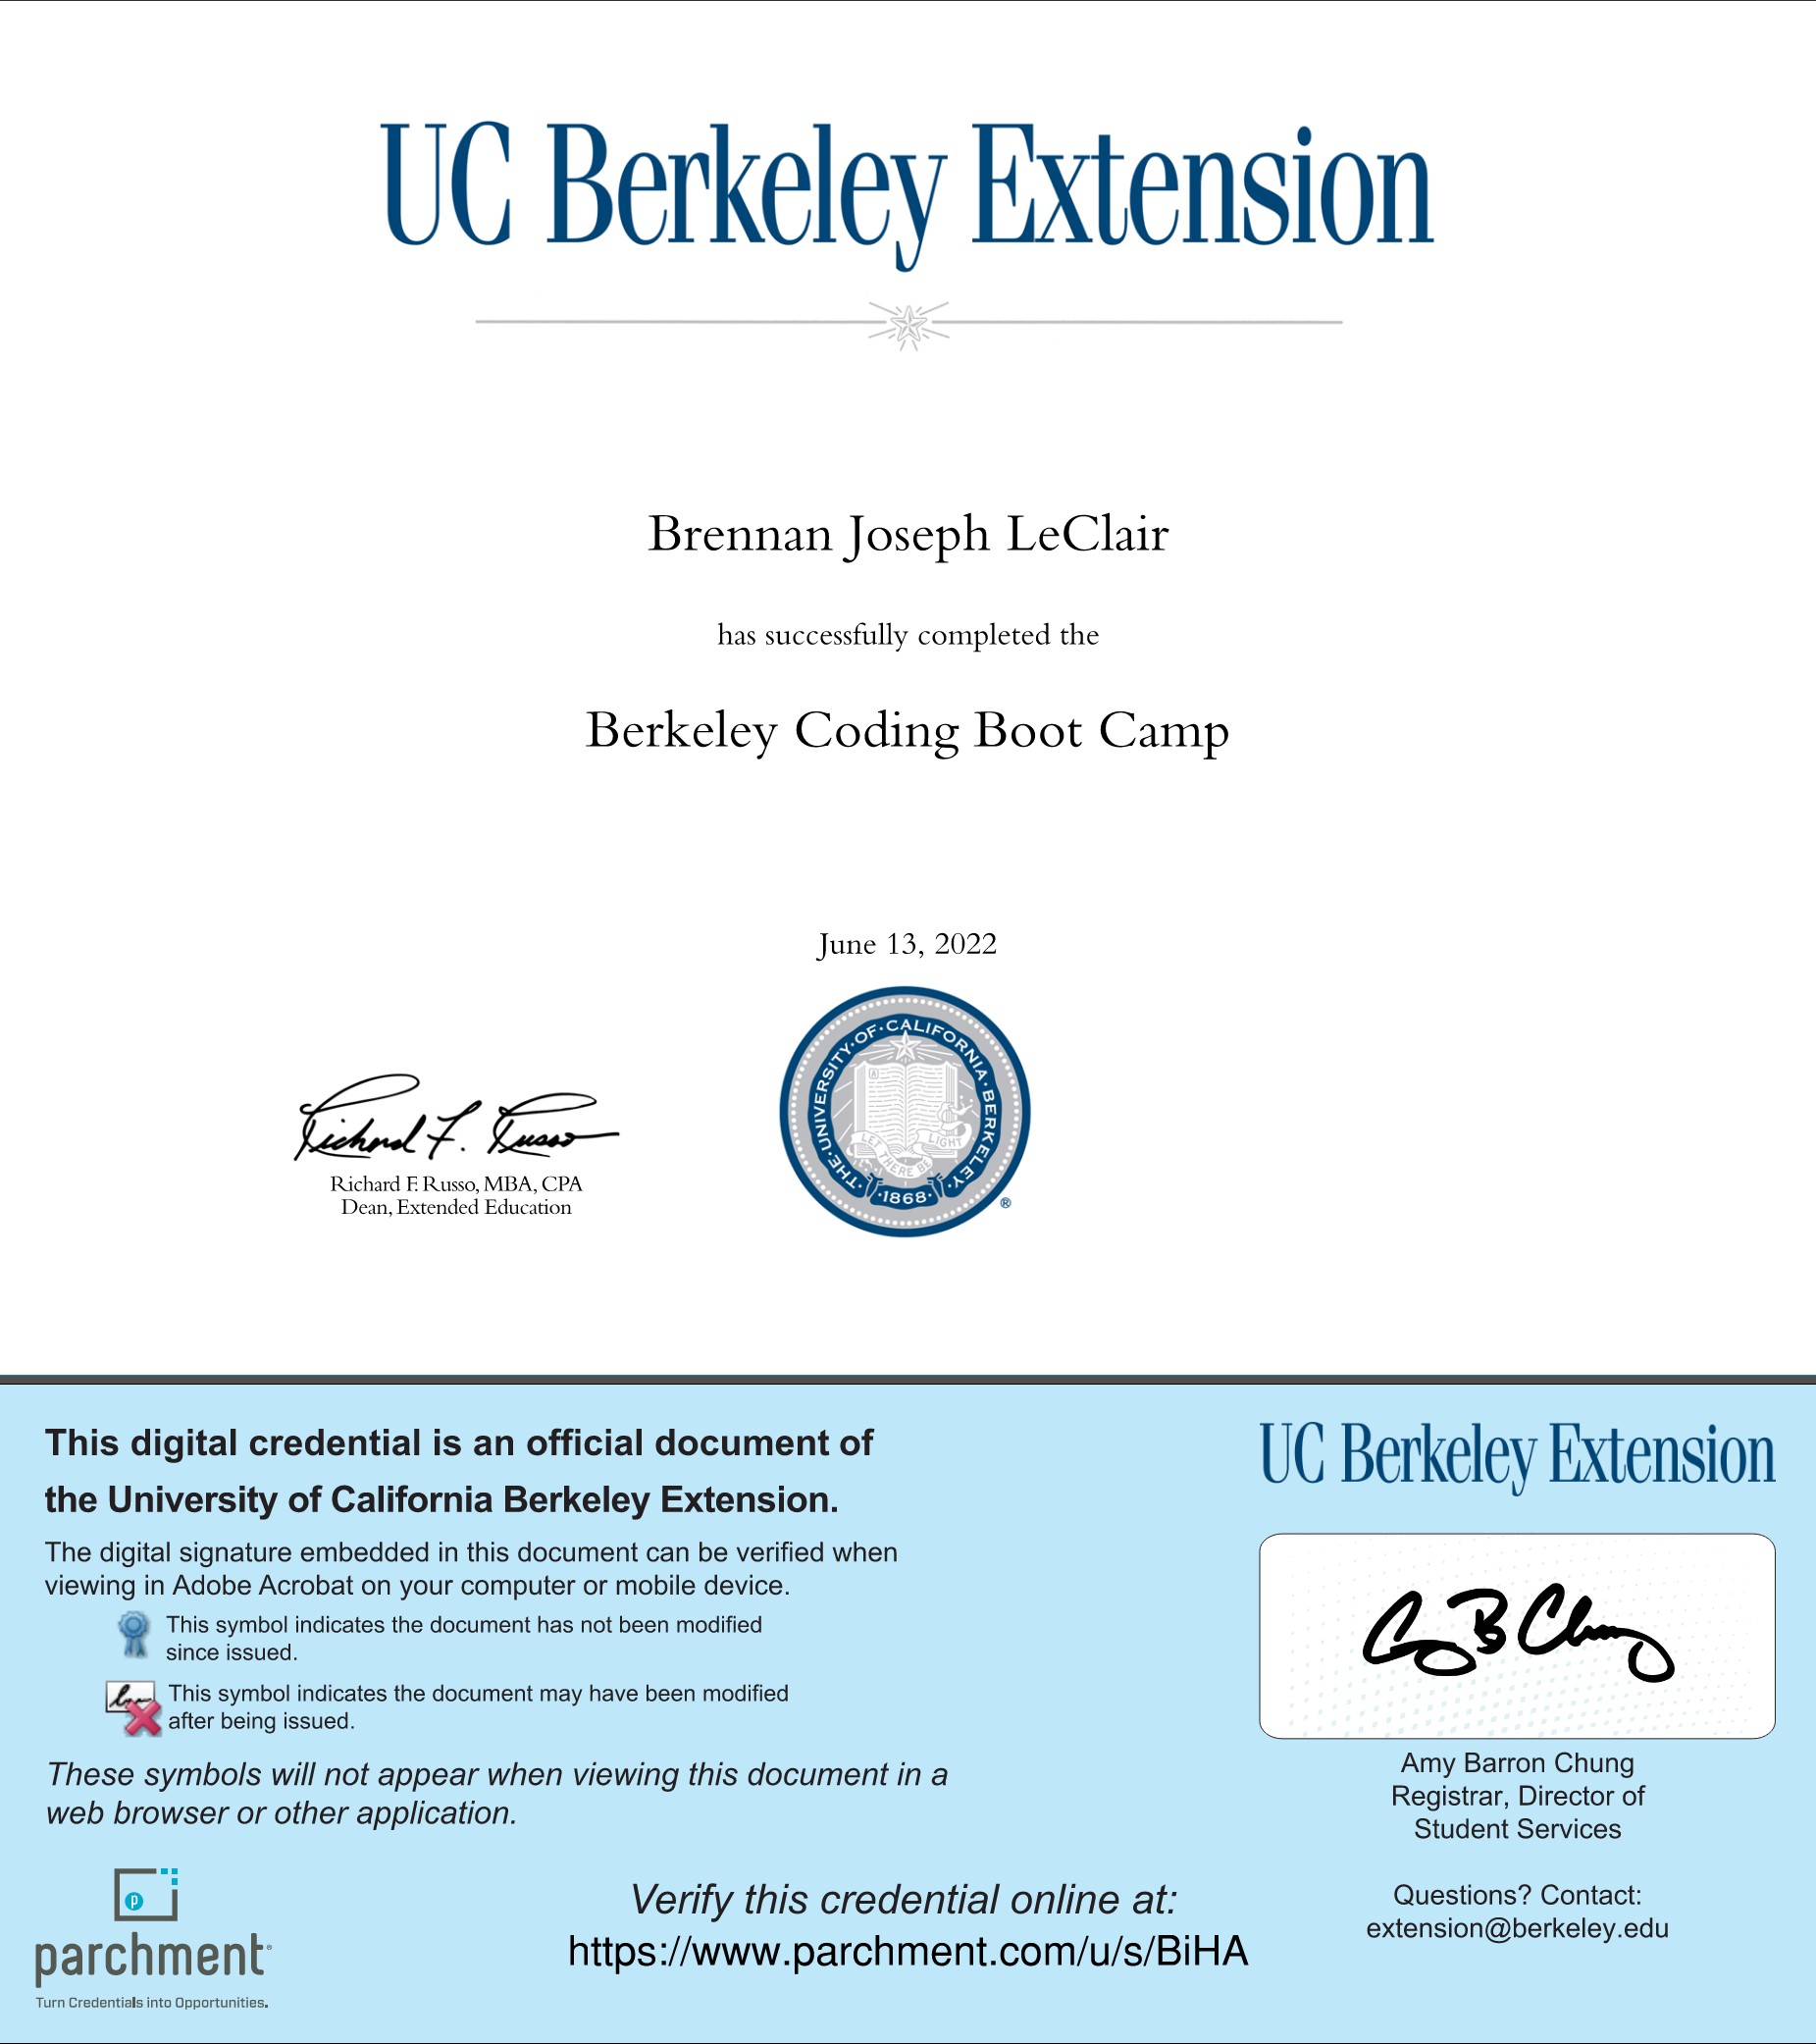 UC Berkeley Extension
Brennan Joseph LeClair
has successfully completed the
Berkeley Coding Boot Camp
June 13, 2022
Richard F. Russo
Richard F. Russo, MBA, CPA
Dean, Extended Education
THE·UNIVERSITY·OF·CALIFORNIA·BERKELEY·
A
LET THERE BE LIGHT
·1868·
®
This digital credential is an official document of
the University of California Berkeley Extension.
The digital signature embedded in this document can be verified when
viewing in Adobe Acrobat on your computer or mobile device.
This symbol indicates the document has not been modified
since issued.
This symbol indicates the document may have been modified
after being issued.
These symbols will not appear when viewing this document in a
web browser or other application.
p
parchment®
Turn Credentials into Opportunities.
Verify this credential online at:
https://www.parchment.com/u/s/BiHA
UC Berkeley Extension
Amy B Chung
Amy Barron Chung
Registrar, Director of
Student Services
Questions? Contact:
extension@berkeley.edu